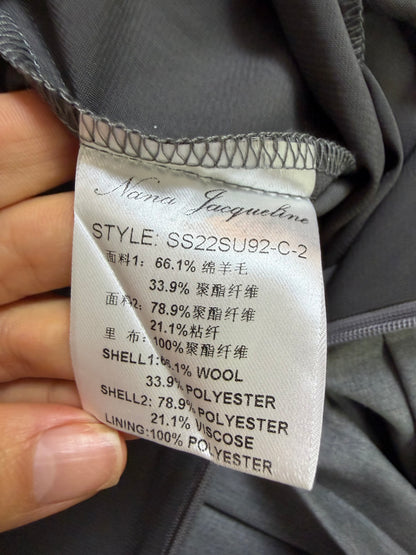 Nana Jacqueline
STYLE: SS22SU92-C-2
面料1: 66.1% 绵羊毛
33.9% 聚酯纤维
面料2: 78.9%聚酯纤维
21.1%粘纤
里 布: 100%聚酯纤维
SHELL1:66.1% WOOL
33.9% POLYESTER
SHELL2: 78.9% POLYESTER
21.1% VISCOSE
LINING:100% POLYESTER